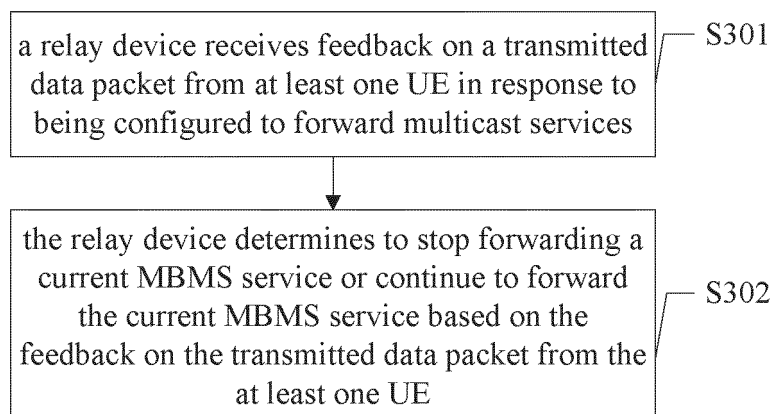 a relay device receives feedback on a transmitted
data packet from at least one UE in response to
being configured to forward multicast services
S301
the relay device determines to stop forwarding a
current MBMS service or continue to forward
the current MBMS service based on the
feedback on the transmitted data packet from the
at least one UE
S302